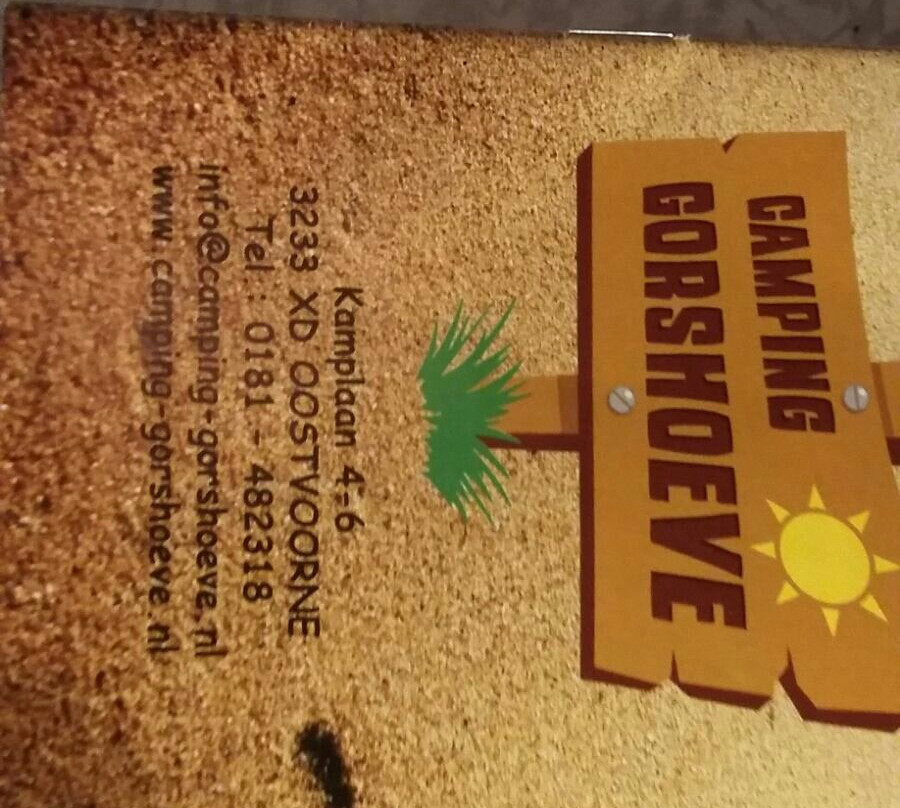 CAMPING
GORSHOEVE
Kamplaan 4-6
3233 XD OOSTVOORNE
Tel : 0181 - 482318
info@camping-gorshoeve.nl
www.camping-gorshoeve.nl